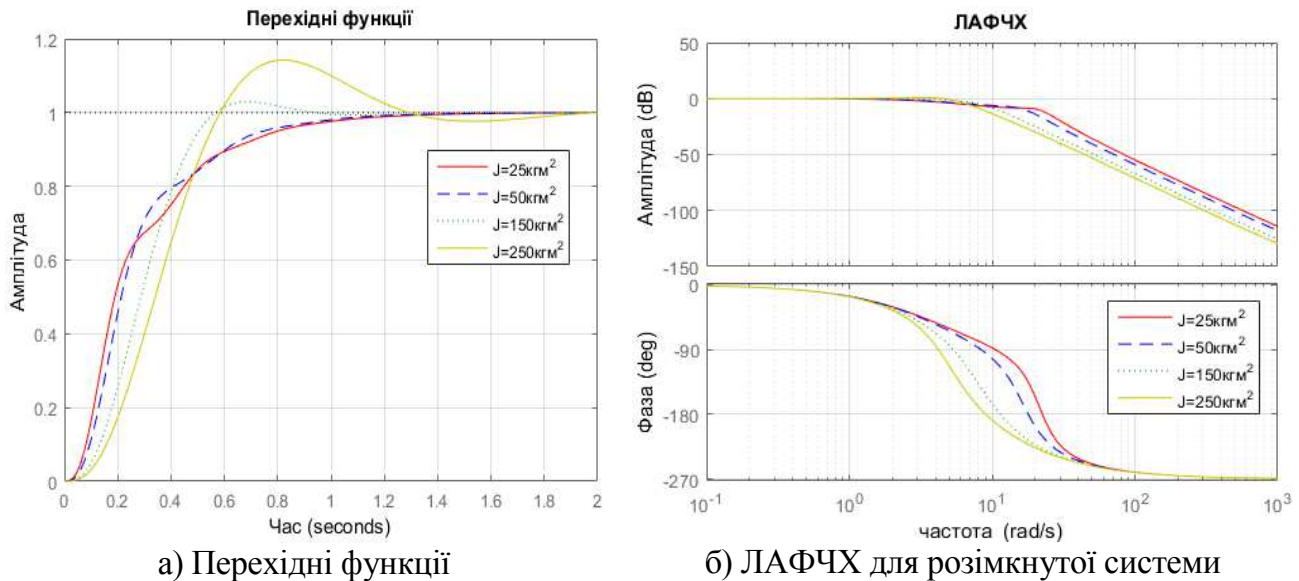 Перехідні функції
1.2
1
0.8
0.6
0.4
0.2
0
Амплітуда
0 0.2 0.4 0.6 0.8 1 1.2 1.4 1.6 1.8 2
Час (seconds)
J=25кгм²
J=50кгм²
J=150кгм²
J=250кгм²
а) Перехідні функції
ЛАФЧХ
50
0
-50
-100
-150
Амплітуда (dB)
0
-90
-180
-270
Фаза (deg)
J=25кгм²
J=50кгм²
J=150кгм²
J=250кгм²
10⁻¹ 10⁰ 10¹ 10² 10³
частота (rad/s)
б) ЛАФЧХ для розімкнутої системи